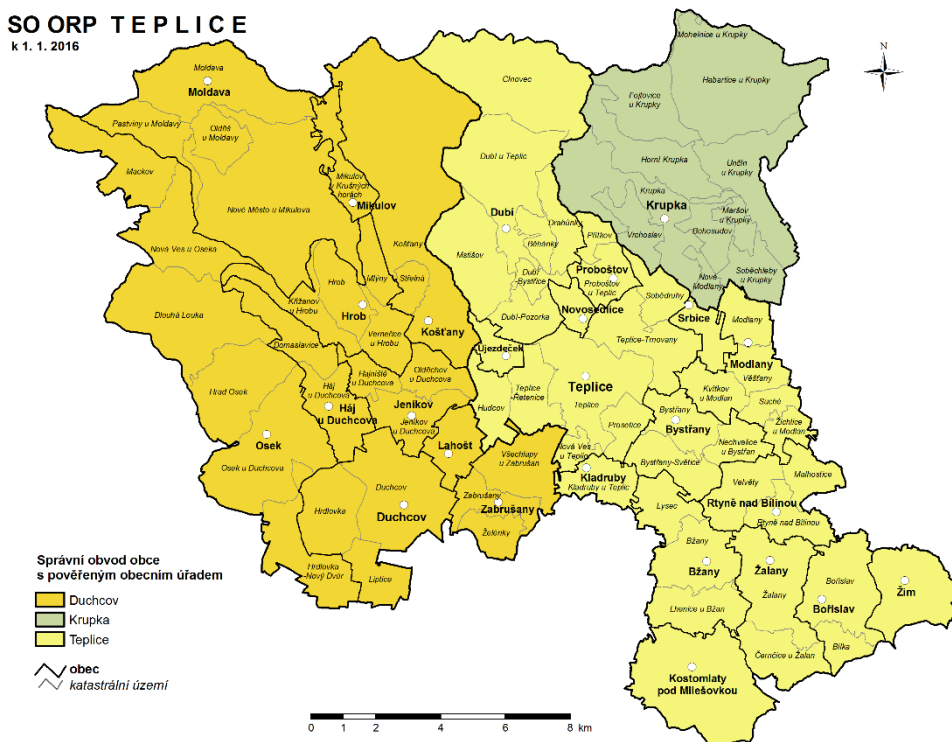 SO ORP TEPLICE
k 1. 1. 2016
N
Moldava
Moldava
Pastviny u Moldavy
Oldřiš
u Moldavy
Mackov
Nové Město u Mikulova
Mikulov
v Krušných
horách
Mikulov
Nová Ves u Oseka
Košťany
Cínovec
Dubí u Teplic
Dubí
Drahůnky
Běhánky
Mstišov
Dubí-
Bystřice
Dubí-Pozorka
Mohelnice u Krupky
Habartice u Krupky
Fojtovice
u Krupky
Horní Krupka
Unčín
u Krupky
Krupka
Krupka
Maršov
u Krupky
Vrchoslav
Bohosudov
Nové
Modlany
Soběchleby
u Krupky
Přítkov
Proboštov
Proboštov
u Teplic
Novosedlice
Soběduhy
Srbice
Modlany
Modlany
Teplice-Trnovany
Věšťany
Suché
Kvítkov
u Modlan
Žichlice
u Modlan
Hrob
Mlýny
Střelná
Křižanov
u Hrobu
Hrob
Verneřice
u Hrobu
Košťany
Dlouhá Louka
Domaslavice
Hrad Osek
Háj
u Duchcova
Háj
u Duchcova
Hajniště
u Duchcova
Oldřichov
u Duchcova
Jeníkov
Jeníkov
u Duchcova
Lahošť
Osek
Osek u Duchcova
Újezdeček
Hudcov
Teplice
-Řetenice
Teplice
Teplice
Prosetice
Nová Ves
u Teplic
Kladruby
Kladruby u Teplic
Bystřany
Bystřany
Nechvalice
u Bystřan
Bystřany-Světice
Všechlapy
u Zabrušan
Zabrušany
Zabrušany
Želénky
Duchcov
Duchcov
Hrdlovka
Hrdlovka
-Nový Dvůr
Liptice
Malhostice
Velvěty
Rtyně nad Bílinou
Rtyně nad Bílinou
Lysec
Bžany
Bžany
Lhenice u Bžan
Žalany
Žalany
Černčice u Žalan
Bořislav
Bořislav
Bílka
Žim
Kostomlaty
pod Milešovkou
Správní obvod obce
s pověřeným obecním úřadem
Duchcov
Krupka
Teplice
obec
katastrální území
0 1 2 4 6 8 km